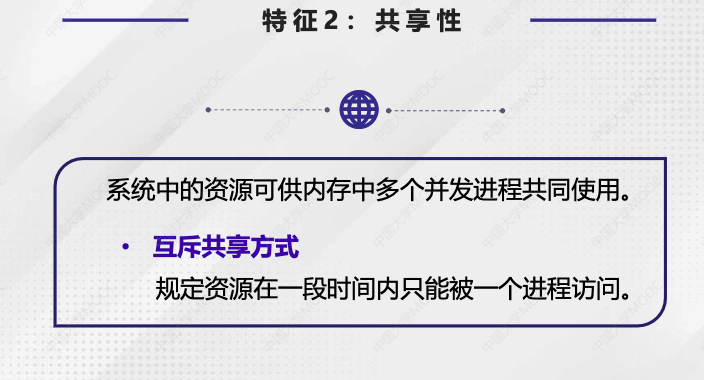 特征2：共享性
系统中的资源可供内存中多个并发进程共同使用。
• 互斥共享方式
规定资源在一段时间内只能被一个进程访问。
中国大学MOOC